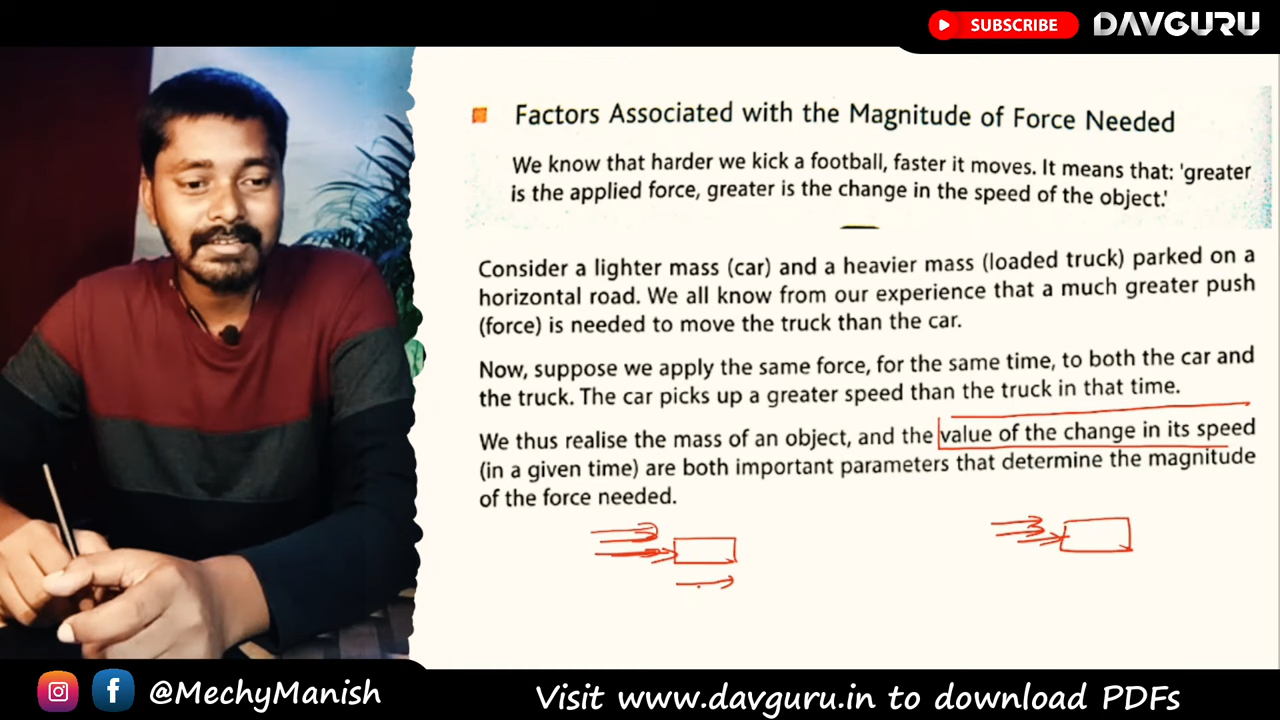 SUBSCRIBE
DAVGURU
Factors Associated with the Magnitude of Force Needed
We know that harder we kick a football, faster it moves. It means that: 'greater
is the applied force, greater is the change in the speed of the object.'
Consider a lighter mass (car) and a heavier mass (loaded truck) parked on a
horizontal road. We all know from our experience that a much greater push
(force) is needed to move the truck than the car.
Now, suppose we apply the same force, for the same time, to both the car and
the truck. The car picks up a greater speed than the truck in that time.
We thus realise the mass of an object, and the value of the change in its speed
(in a given time) are both important parameters that determine the magnitude
of the force needed.
@MechyManish
Visit www.davguru.in to download PDFs